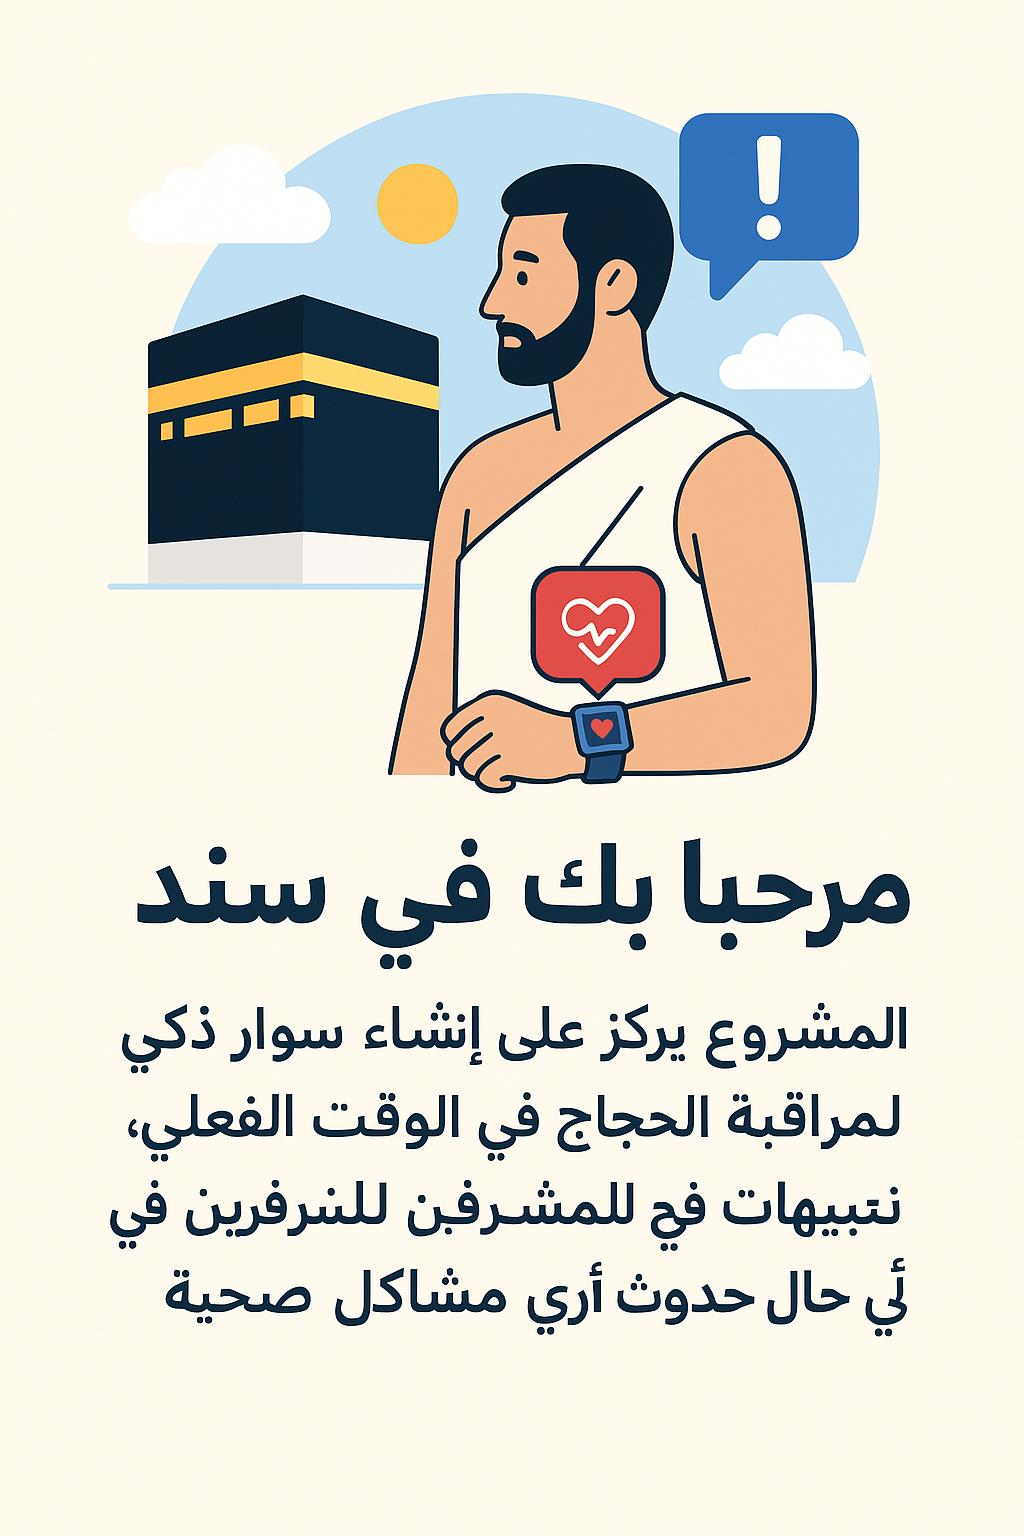 مرحبا بك في سند
المشروع يركز على إنشاء سوار ذكي
لمراقبة الحجاج في الوقت الفعلي،
نتبيهات فح للمشرفبن للنرفرين في
ئي حال حدوث أري مشاكل صحية